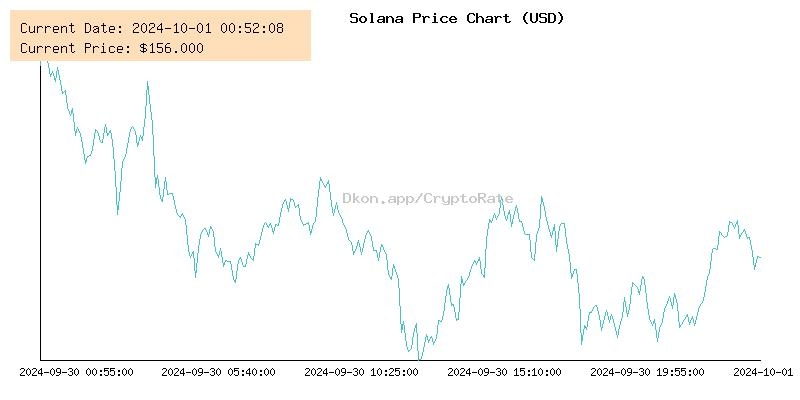 Solana Price Chart (USD)
Current Date: 2024-10-01 00:52:08
Current Price: $156.000
Dkon.app/CryptoRate
2024-09-30 00:55:00 2024-09-30 05:40:00 2024-09-30 10:25:00 2024-09-30 15:10:00 2024-09-30 19:55:00 2024-10-01